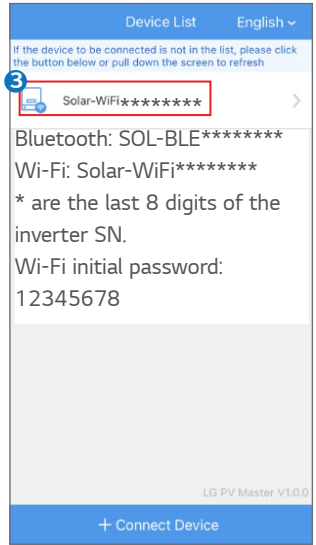 Device List English
If the device to be connected is not in the list, please click
the button below or pull down the screen to refresh
3
Solar-WiFi********
Bluetooth: SOL-BLE********
Wi-Fi: Solar-WiFi********
* are the last 8 digits of the
inverter SN.
Wi-Fi initial password:
12345678
LG PV Master V1.0.0
+ Connect Device